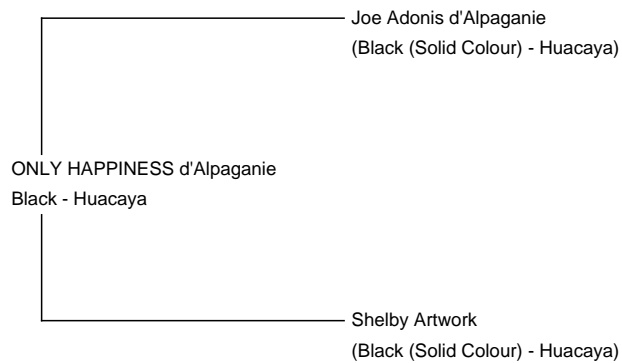 Joe Adonis d'Alpaganie
(Black (Solid Colour) - Huacaya)
ONLY HAPPINESS d'Alpaganie
Black - Huacaya
Shelby Artwork
(Black (Solid Colour) - Huacaya)